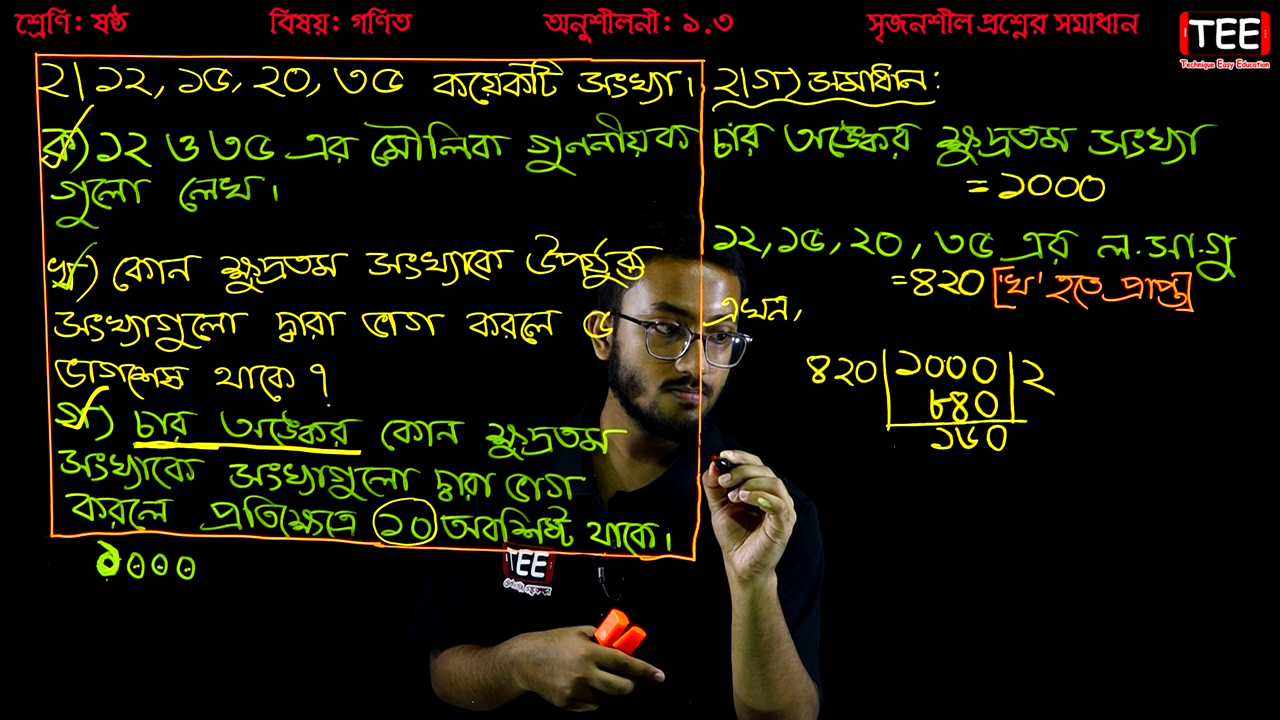 শ্রেণি: ষষ্ঠ
বিষয়: গণিত
অনুশীলনী: ১.৩
সৃজনশীল প্রশ্নের সমাধান
TEE
Technique Easy Education
২। ১২, ১৫, ২০, ৩৫ কয়েকটি সংখ্যা।
ক) ১২ ও ৩৫ এর মৌলিক গুননীয়ক
গুলো লেখ।
খ) কোন ক্ষুদ্রতম সংখ্যাকে উপর্যুক্ত
সংখ্যাগুলো দ্বারা ভাগ করলে ৫
ভাগশেষ থাকে ?
গ) চার অঙ্কের কোন ক্ষুদ্রতম
সংখ্যাকে সংখ্যাগুলো দ্বারা ভাগ
করলে প্রতিক্ষেত্রে ১০ অবশিষ্ট থাকে।
১০০০
২।গ) সমাধান:
চার অঙ্কের ক্ষুদ্রতম সংখ্যা
= ১০০০
১২, ১৫, ২০, ৩৫ এর ল.সা.গু
= ৪২০ ['খ' হতে প্রাপ্ত]
এখন,
৪২০ | ১০০০ | ২
৮৪০
১৬০
TEE